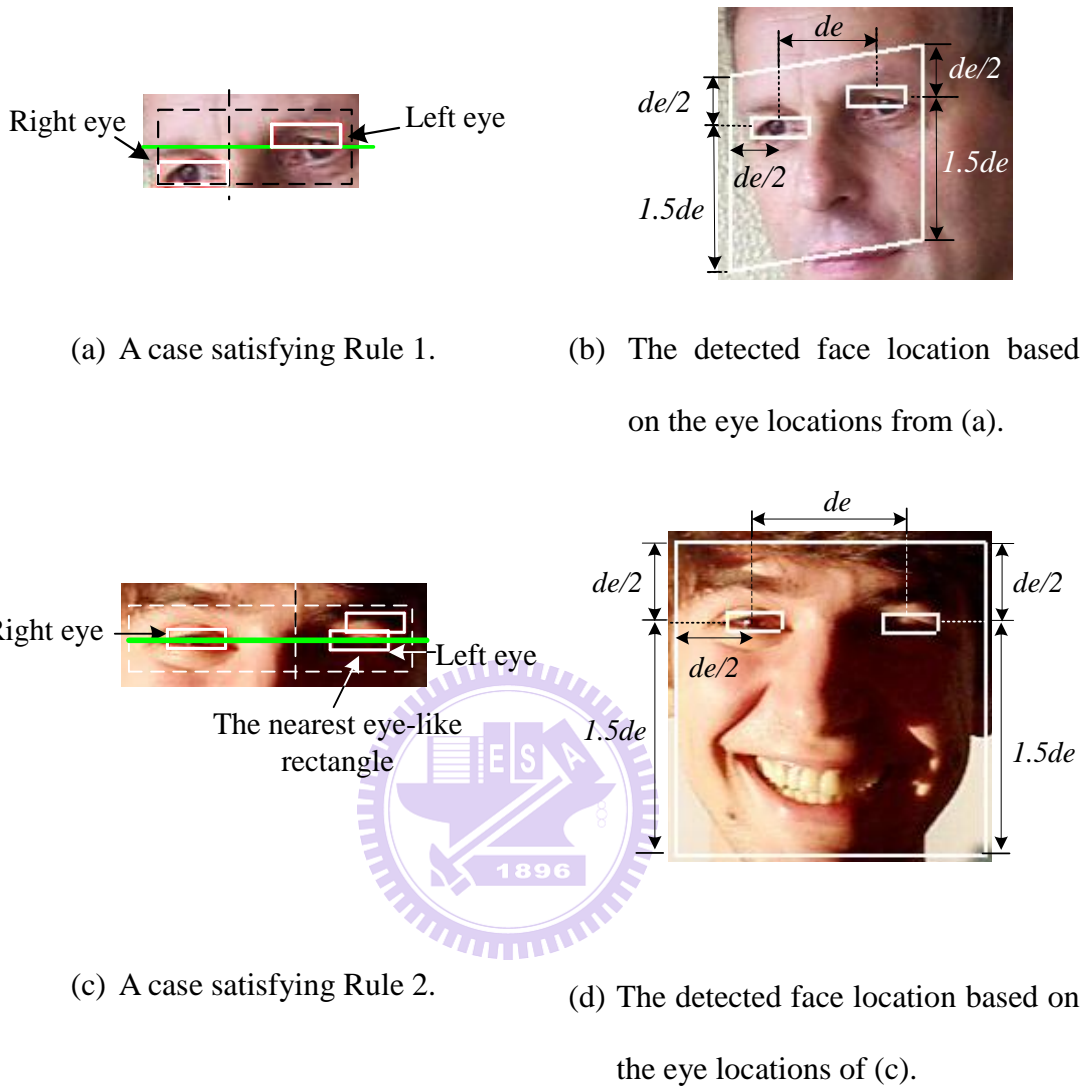 Right eye
Left eye
de
de/2
de/2
de/2
1.5de
1.5de
(a) A case satisfying Rule 1.
(b) The detected face location based
on the eye locations from (a).
Right eye
Left eye
The nearest eye-like
rectangle
de
de/2
de/2
de/2
1.5de
1.5de
E S A
1896
(c) A case satisfying Rule 2.
(d) The detected face location based on
the eye locations of (c).